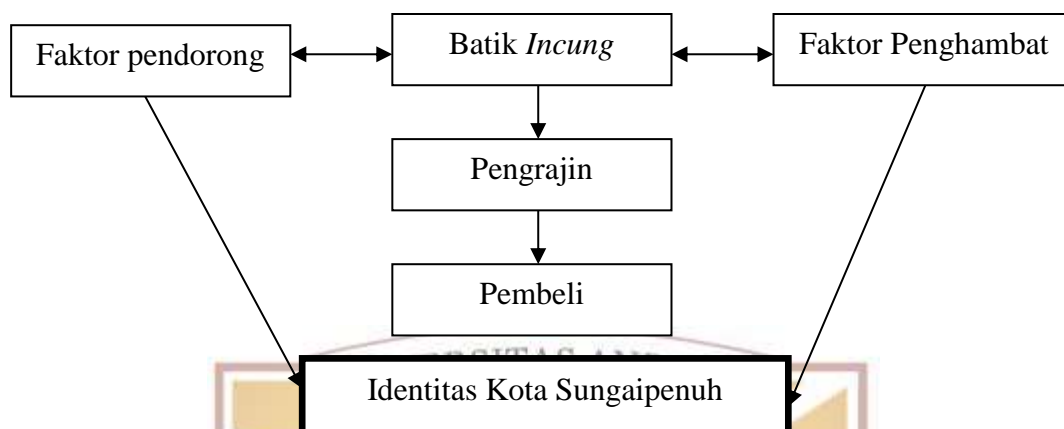 Faktor pendorong
Batik Incung
Faktor Penghambat
Pengrajin
Pembeli
Identitas Kota Sungaipenuh